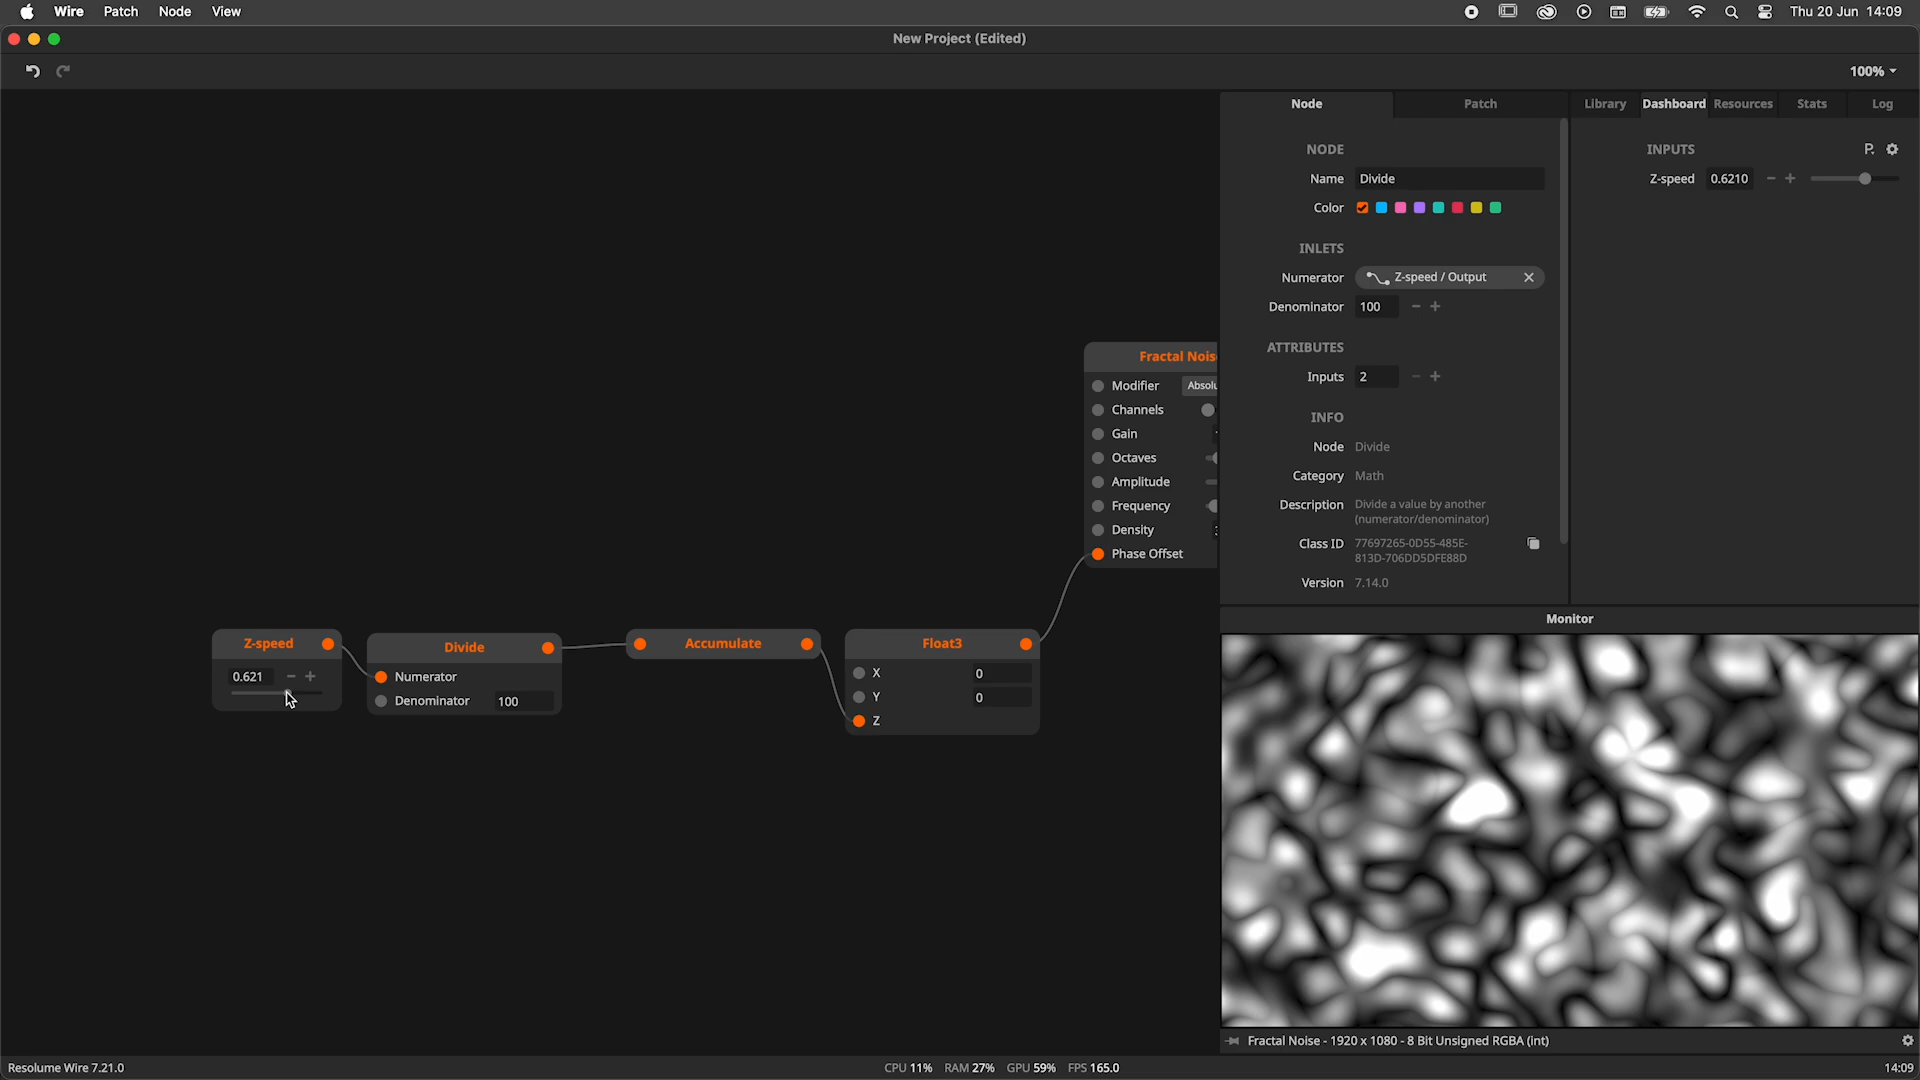 Wire Patch Node View
Thu 20 Jun 14:09
New Project (Edited)
100%
Node Patch
Library Dashboard Resources Stats Log
NODE
Name Divide
Color
INLETS
Numerator Z-speed / Output
Denominator 100
ATTRIBUTES
Inputs 2
INFO
Node Divide
Category Math
Description Divide a value by another
(numerator/denominator)
Class ID 77697265-0D55-485E-
813D-706DD5DFE88D
Version 7.14.0
INPUTS P.
Z-speed 0.6210
Fractal Nois
Modifier Absolu
Channels
Gain
Octaves
Amplitude
Frequency
Density
Phase Offset
Z-speed
0.621
Divide
Numerator
Denominator 100
Accumulate
Float3
X 0
Y 0
Z
Monitor
Fractal Noise - 1920 x 1080 - 8 Bit Unsigned RGBA (int)
Resolume Wire 7.21.0
CPU 11% RAM 27% GPU 59% FPS 165.0
14:09